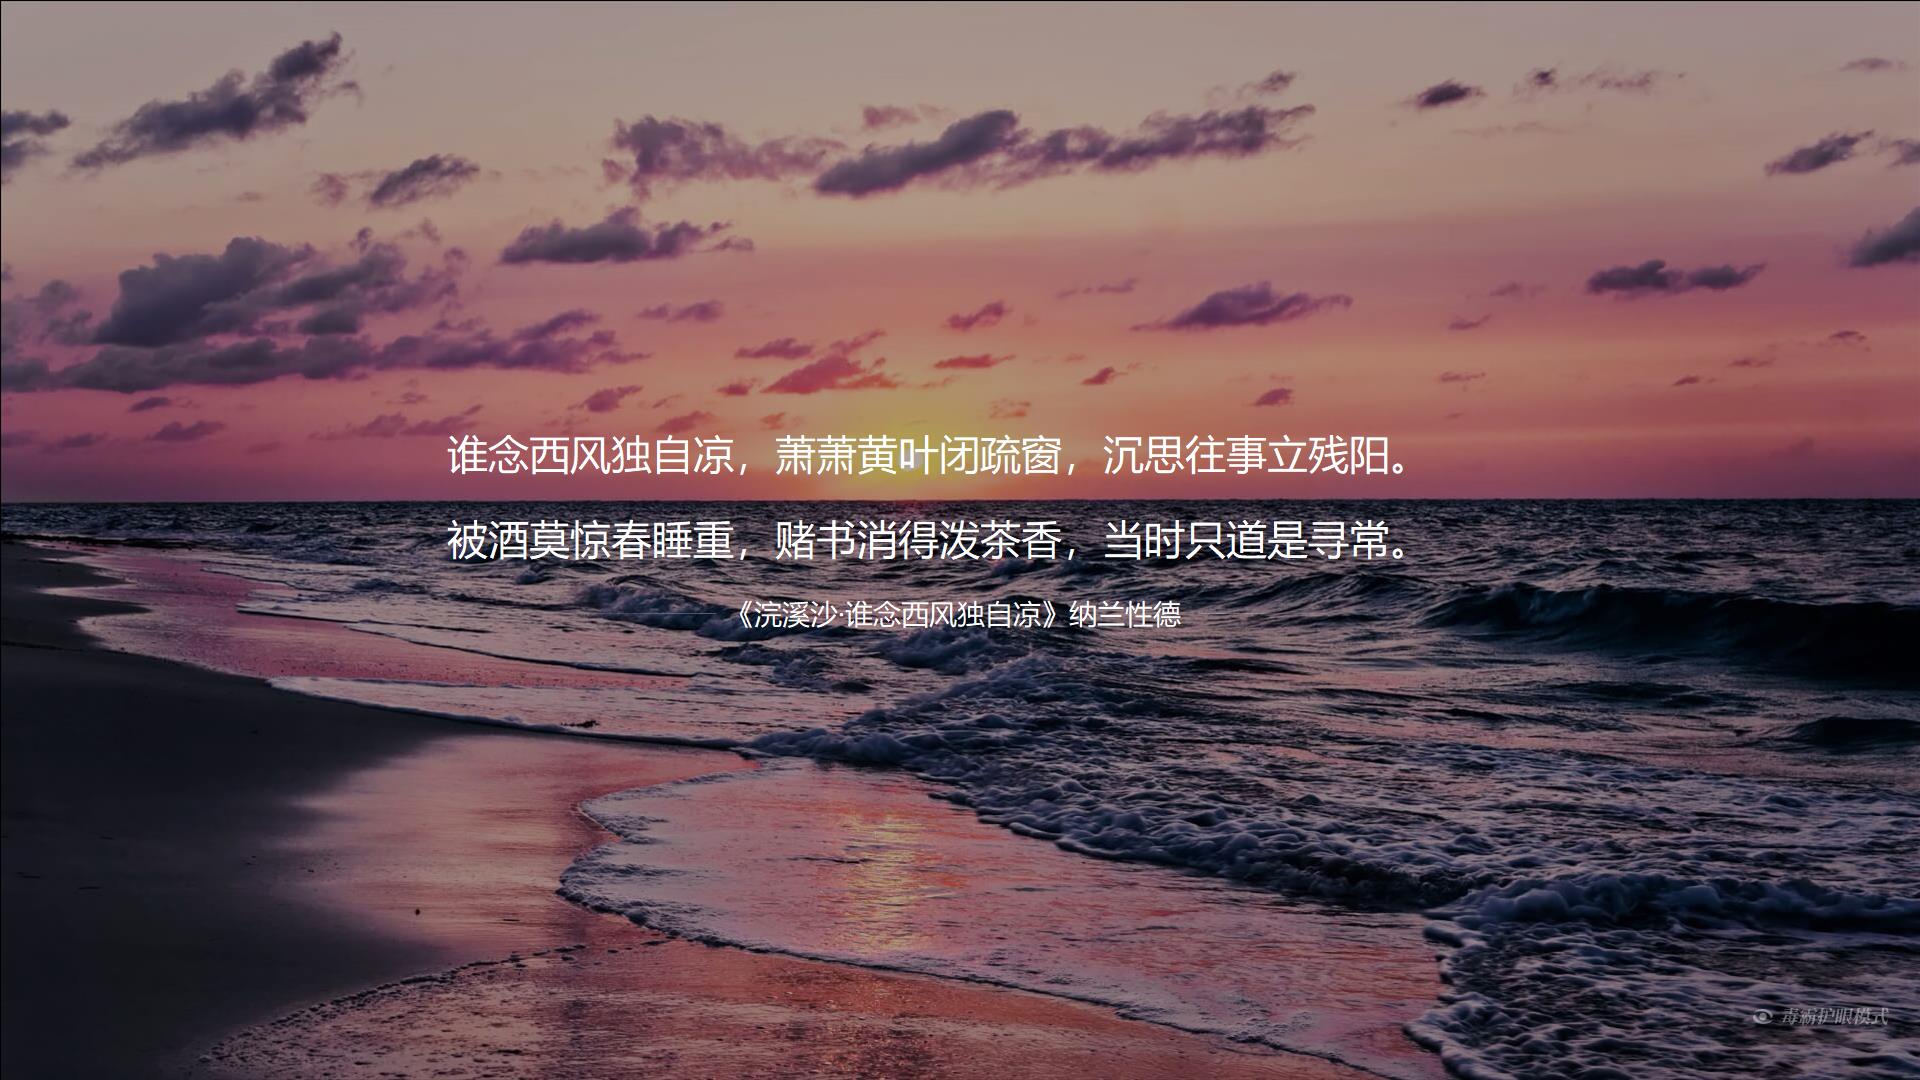 谁念西风独自凉，萧萧黄叶闭疏窗，沉思往事立残阳。
被酒莫惊春睡重，赌书消得泼茶香，当时只道是寻常。
《浣溪沙·谁念西风独自凉》纳兰性德
毒霸护眼模式